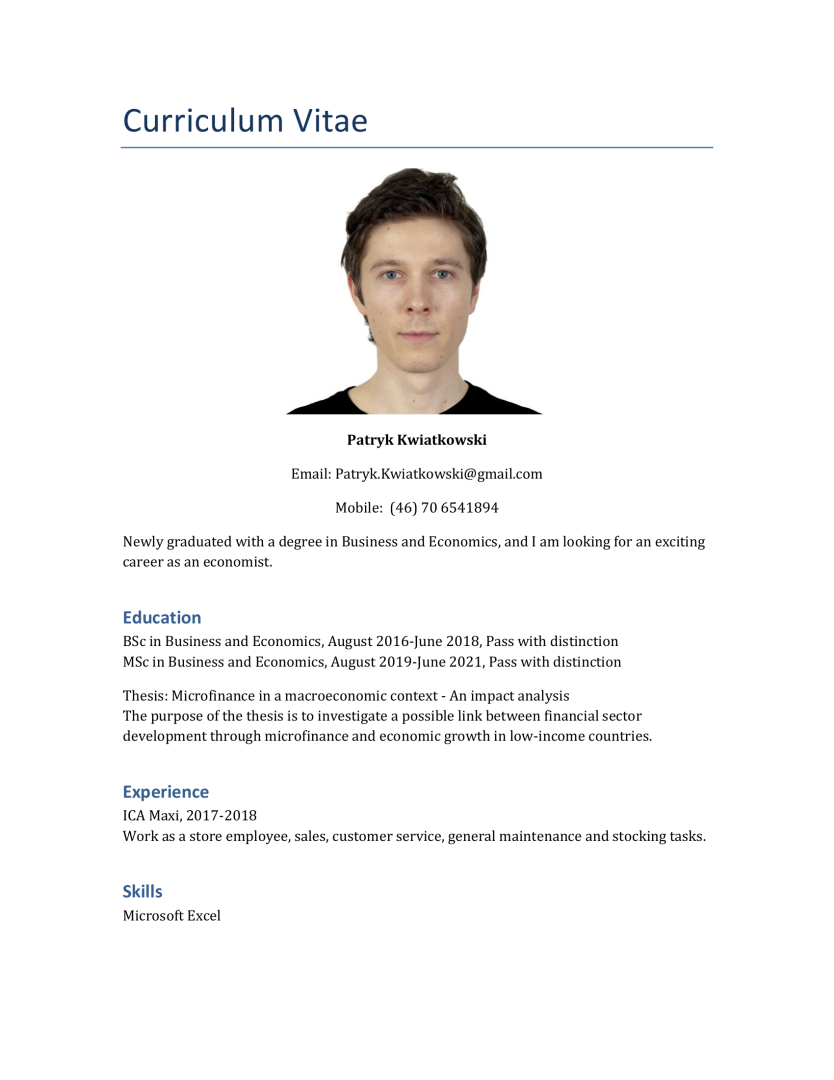 Curriculum Vitae
Patryk Kwiatkowski
Email: Patryk.Kwiatkowski@gmail.com
Mobile:  (46) 70 6541894
Newly graduated with a degree in Business and Economics, and I am looking for an exciting
career as an economist.
Education
BSc in Business and Economics, August 2016-June 2018, Pass with distinction
MSc in Business and Economics, August 2019-June 2021, Pass with distinction
Thesis: Microfinance in a macroeconomic context - An impact analysis
The purpose of the thesis is to investigate a possible link between financial sector
development through microfinance and economic growth in low-income countries.
Experience
ICA Maxi, 2017-2018
Work as a store employee, sales, customer service, general maintenance and stocking tasks.
Skills
Microsoft Excel